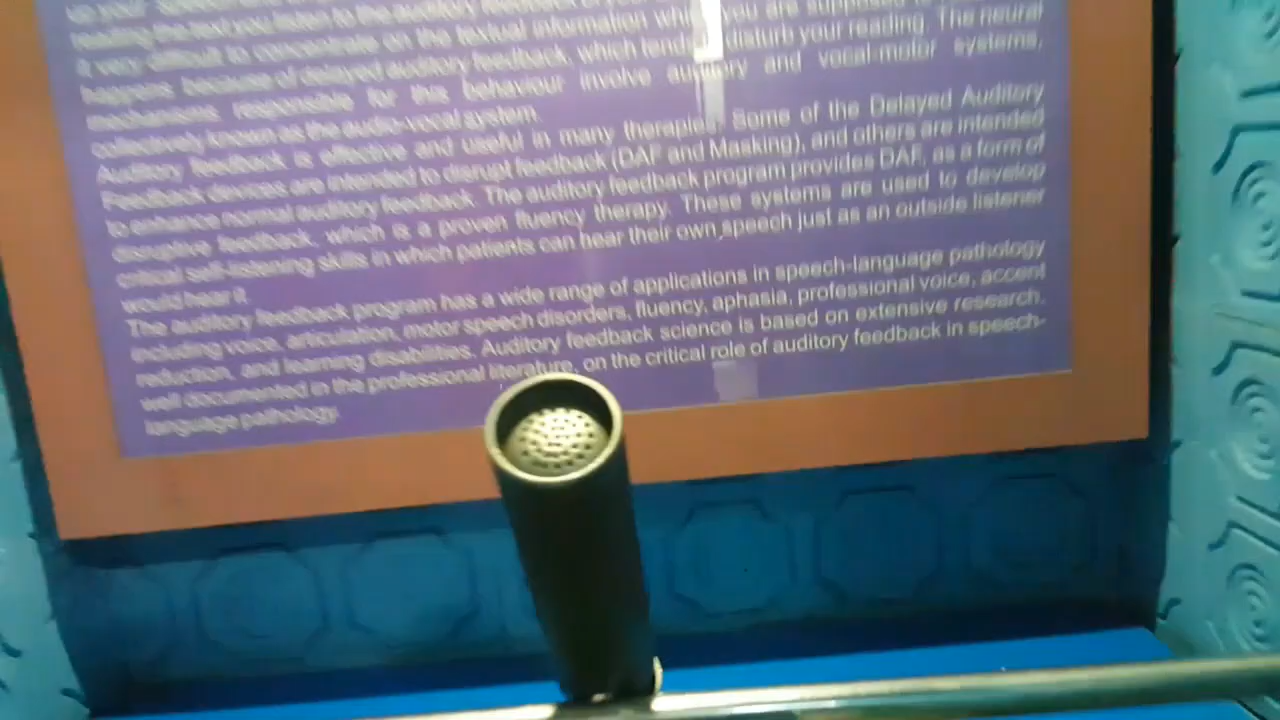 reading the text you listen to the auditory feedback of your
it very difficult to concentrate on the textual information you are supposed to
happens because of delayed auditory feedback, which tend disturb your reading. The neural
mechanisms responsible for this behaviour involve auditory and vocal-motor systems,
collectively known as the audio-vocal system.
Auditory feedback is effective and useful in many therapies. Some of the Delayed Auditory
Feedback devices are intended to disrupt feedback (DAF and Masking), and others are intended
to enhance normal auditory feedback. The auditory feedback program provides DAF, as a form of
disruptive feedback, which is a proven fluency therapy. These systems are used to develop
critical self-listening skills in which patients can hear their own speech just as an outside listener
would hear it.
The auditory feedback program has a wide range of applications in speech-language pathology
including voice, articulation, motor speech disorders, fluency, aphasia, professional voice, accent
reduction, and learning disabilities. Auditory feedback science is based on extensive research,
well documented in the professional literature, on the critical role of auditory feedback in speech-
language pathology.